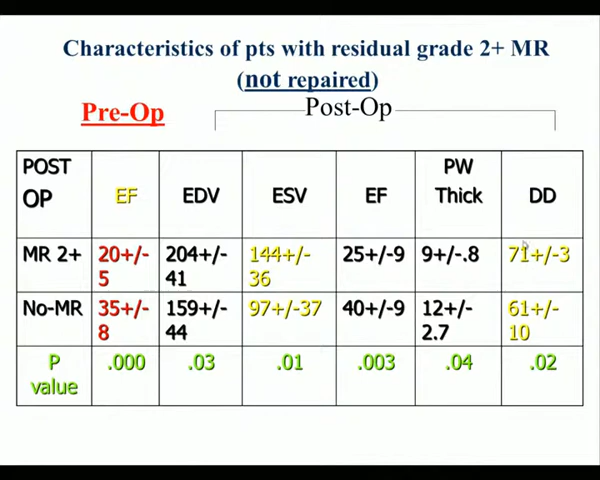 Characteristics of pts with residual grade 2+ MR
(not repaired)
Pre-Op
Post-Op
POST OP EF EDV ESV EF PW Thick DD
MR 2+ 20+/-5 204+/-41 144+/-36 25+/-9 9+/-.8 71+/-3
No-MR 35+/-8 159+/-44 97+/-37 40+/-9 12+/-2.7 61+/-10
P value .000 .03 .01 .003 .04 .02